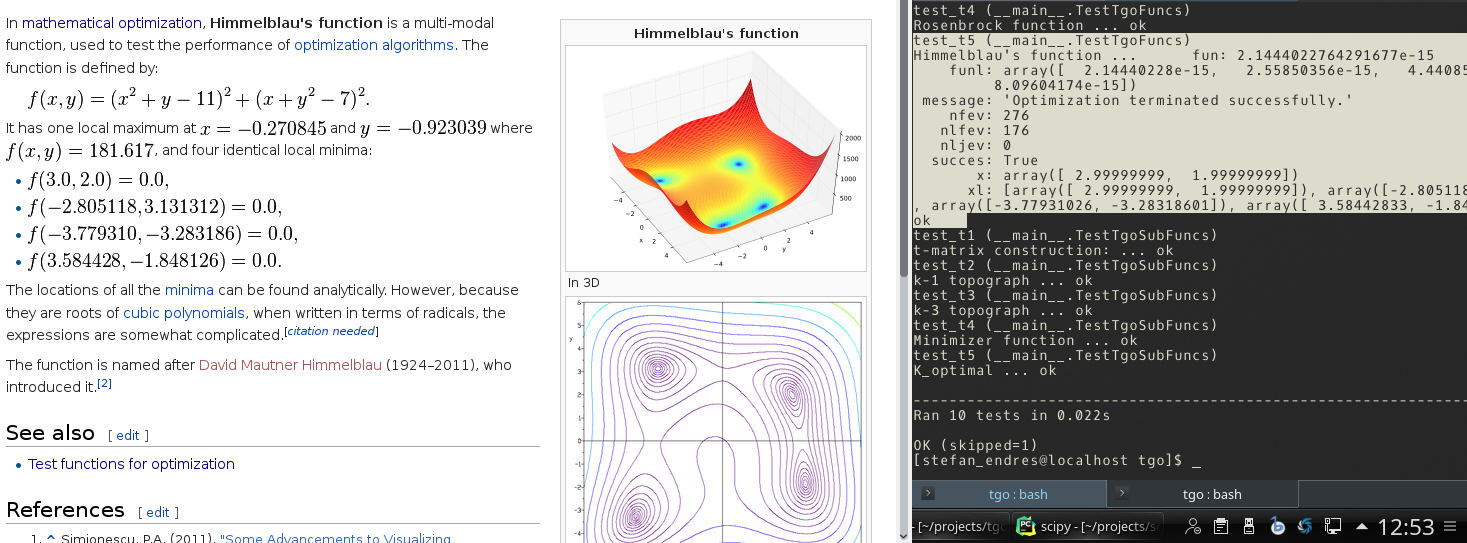 In mathematical optimization, Himmelblau's function is a multi-modal
function, used to test the performance of optimization algorithms. The
function is defined by:
f(x, y) = (x² + y − 11)² + (x + y² − 7)².
It has one local maximum at x = −0.270845 and y = −0.923039 where
f(x, y) = 181.617, and four identical local minima:
• f(3.0, 2.0) = 0.0,
• f(−2.805118, 3.131312) = 0.0,
• f(−3.779310, −3.283186) = 0.0,
• f(3.584428, −1.848126) = 0.0.
The locations of all the minima can be found analytically. However, because
they are roots of cubic polynomials, when written in terms of radicals, the
expressions are somewhat complicated.[citation needed]
The function is named after David Mautner Himmelblau (1924–2011), who
introduced it.[2]
See also [ edit ]
• Test functions for optimization
References [ edit ]
1. ^ Simionescu, P.A. (2011). "Some Advancements to Visualizing
Himmelblau's function
2000
1500
1000
500
−4
−2
0
2
4
x
−4
−2
0
2
4
y
In 3D
6
y
5
4
3
2
1
0
-1
-2
-3
-4
test_t4 (__main__.TestTgoFuncs)
Rosenbrock function ... ok
test_t5 (__main__.TestTgoFuncs)
Himmelblau's function ... fun: 2.1444022764291677e-15
funl: array([ 2.14440228e-15, 2.55850356e-15, 4.44085
8.09604174e-15])
message: 'Optimization terminated successfully.'
nfev: 276
nlfev: 176
nljev: 0
succes: True
x: array([ 2.99999999, 1.99999999])
xl: [array([ 2.99999999, 1.99999999]), array([-2.805118
, array([-3.77931026, -3.28318601]), array([ 3.58442833, -1.84
ok
test_t1 (__main__.TestTgoSubFuncs)
t-matrix construction: ... ok
test_t2 (__main__.TestTgoSubFuncs)
k-1 topograph ... ok
test_t3 (__main__.TestTgoSubFuncs)
k-3 topograph ... ok
test_t4 (__main__.TestTgoSubFuncs)
Minimizer function ... ok
test_t5 (__main__.TestTgoSubFuncs)
K_optimal ... ok
----------------------------------------------------------------------
Ran 10 tests in 0.022s
OK (skipped=1)
[stefan_endres@localhost tgo]$ _
tgo : bash
tgo : bash
- [~/projects/tg
PC
scipy - [~/projects/s
12:53